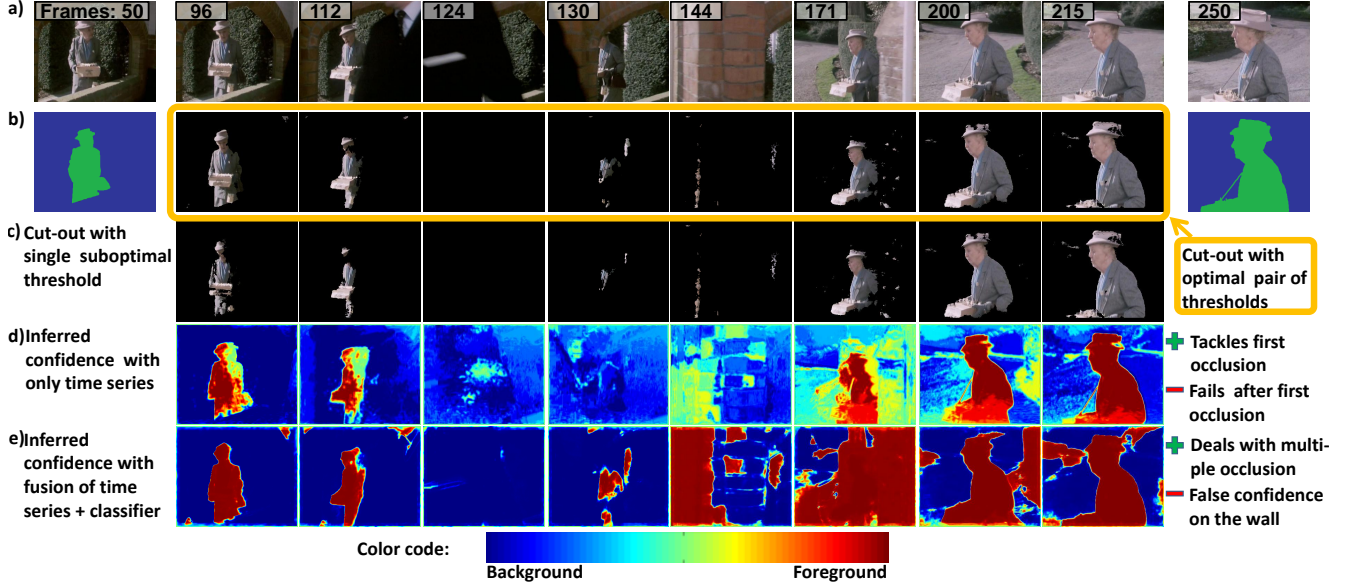 a)
Frames: 50
96
112
124
130
144
171
200
215
250
b)
c) Cut-out with
single suboptimal
threshold
Cut-out with
optimal pair of
thresholds
d) Inferred
confidence with
only time series
+ Tackles first
occlusion
− Fails after first
occlusion
e) Inferred
confidence with
fusion of time
series + classifier
+ Deals with multi-
ple occlusion
− False confidence
on the wall
Color code:
Background
Foreground